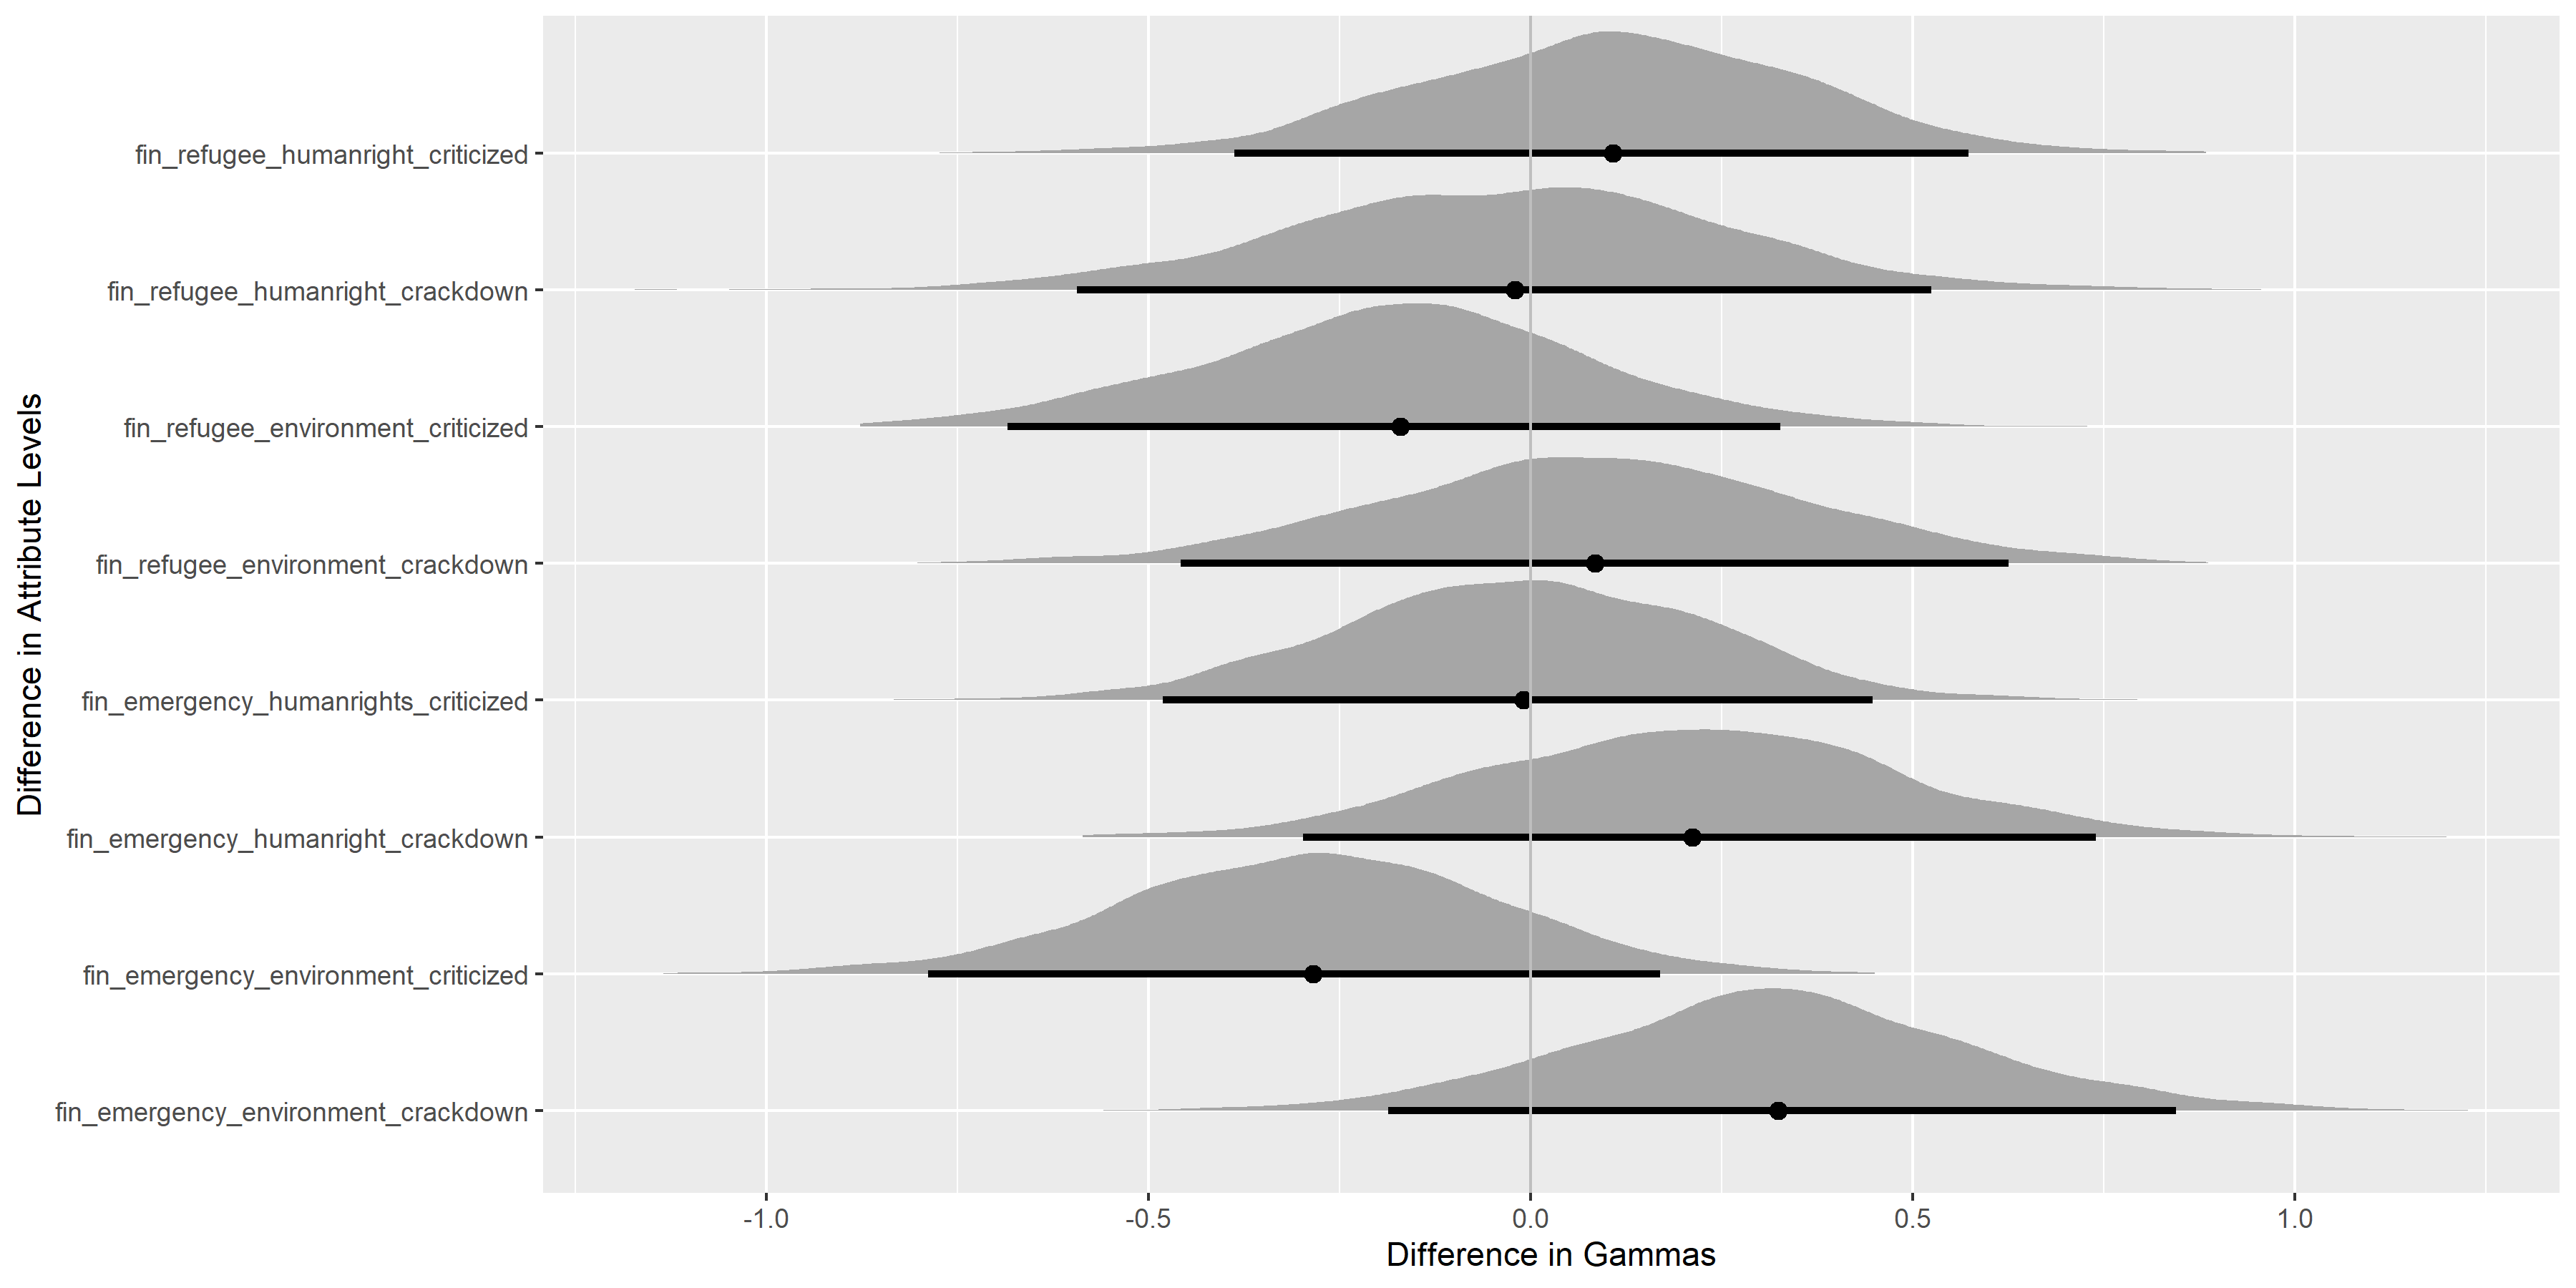 Difference in Attribute Levels
fin_refugee_humanright_criticized
fin_refugee_humanright_crackdown
fin_refugee_environment_criticized
fin_refugee_environment_crackdown
fin_emergency_humanrights_criticized
fin_emergency_humanright_crackdown
fin_emergency_environment_criticized
fin_emergency_environment_crackdown
-1.0 -0.5 0.0 0.5 1.0
Difference in Gammas